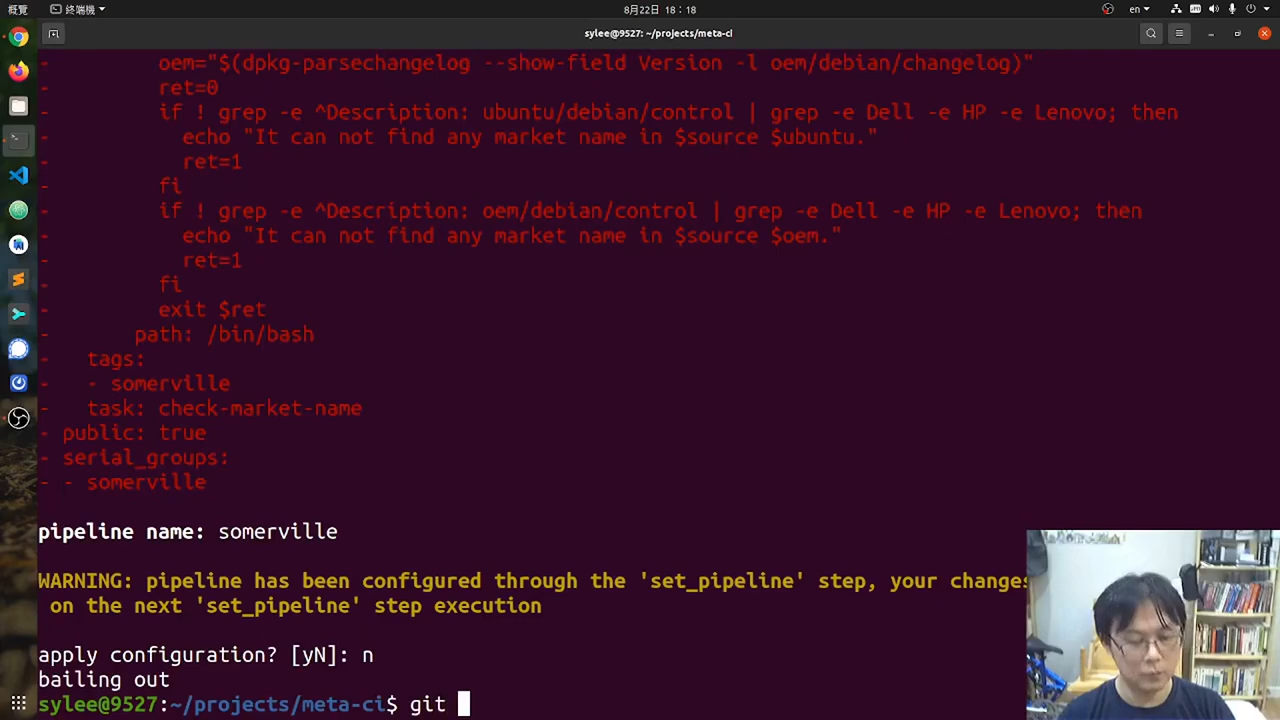 概覽 終端機 8月22日 18:18 en
sylee@9527: ~/projects/meta-ci
- oem="$(dpkg-parsechangelog --show-field Version -l oem/debian/changelog)"
- ret=0
- if ! grep -e ^Description: ubuntu/debian/control | grep -e Dell -e HP -e Lenovo; then
- echo "It can not find any market name in $source $ubuntu."
- ret=1
- fi
- if ! grep -e ^Description: oem/debian/control | grep -e Dell -e HP -e Lenovo; then
- echo "It can not find any market name in $source $oem."
- ret=1
- fi
- exit $ret
- path: /bin/bash
- tags:
- - somerville
- task: check-market-name
- public: true
- serial_groups:
- - somerville
pipeline name: somerville
WARNING: pipeline has been configured through the 'set_pipeline' step, your changes
on the next 'set_pipeline' step execution
apply configuration? [yN]: n
bailing out
sylee@9527:~/projects/meta-ci$ git